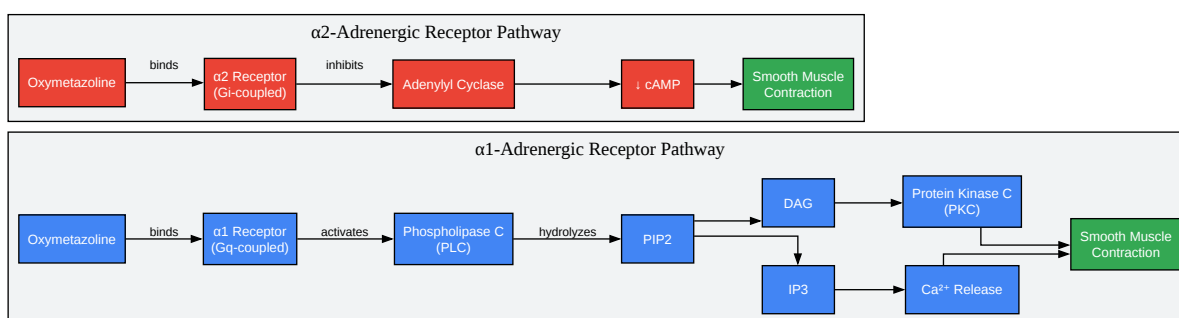 α2-Adrenergic Receptor Pathway
binds
inhibits
Oxymetazoline
α2 Receptor
(Gi-coupled)
Adenylyl Cyclase
↓ cAMP
Smooth Muscle
Contraction
α1-Adrenergic Receptor Pathway
Oxymetazoline
binds
α1 Receptor
(Gq-coupled)
activates
Phospholipase C
(PLC)
hydrolyzes
PIP2
DAG
Protein Kinase C
(PKC)
IP3
Ca²⁺ Release
Smooth Muscle
Contraction